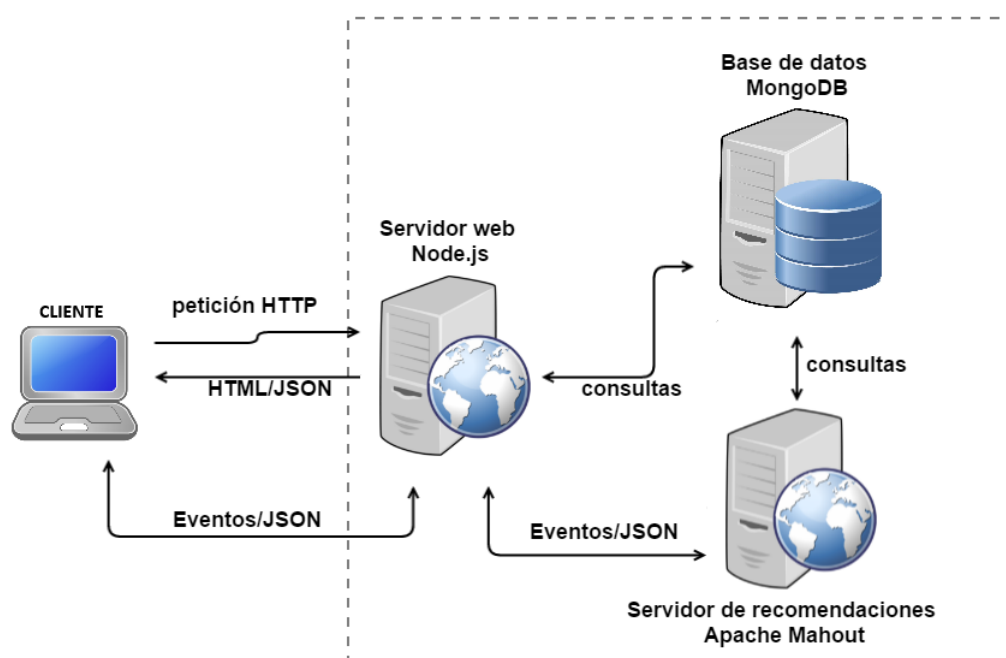 Base de datos
MongoDB
Servidor web
Node.js
CLIENTE
petición HTTP
HTML/JSON
consultas
consultas
Eventos/JSON
Eventos/JSON
Servidor de recomendaciones
Apache Mahout